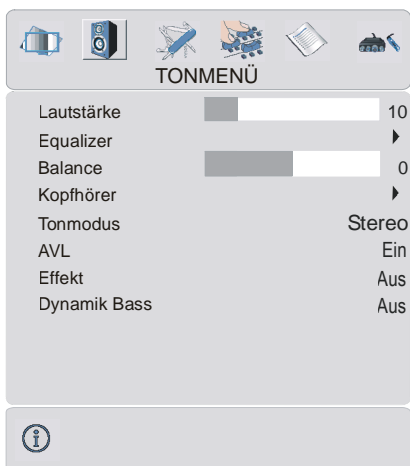 TONMENÜ
Lautstärke 10
Equalizer
Balance 0
Kopfhörer
Tonmodus Stereo
AVL Ein
Effekt Aus
Dynamik Bass Aus